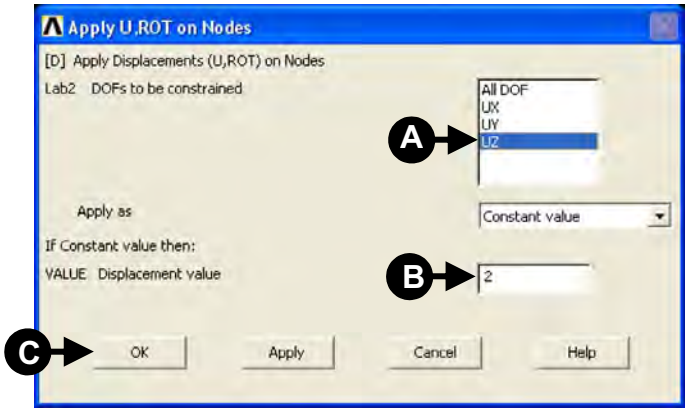 Apply U,ROT on Nodes
[D] Apply Displacements (U,ROT) on Nodes
Lab2 DOFs to be constrained
All DOF
UX
UY
UZ
A
Apply as
Constant value
If Constant value then:
VALUE Displacement value
B
2
C
OK
Apply
Cancel
Help